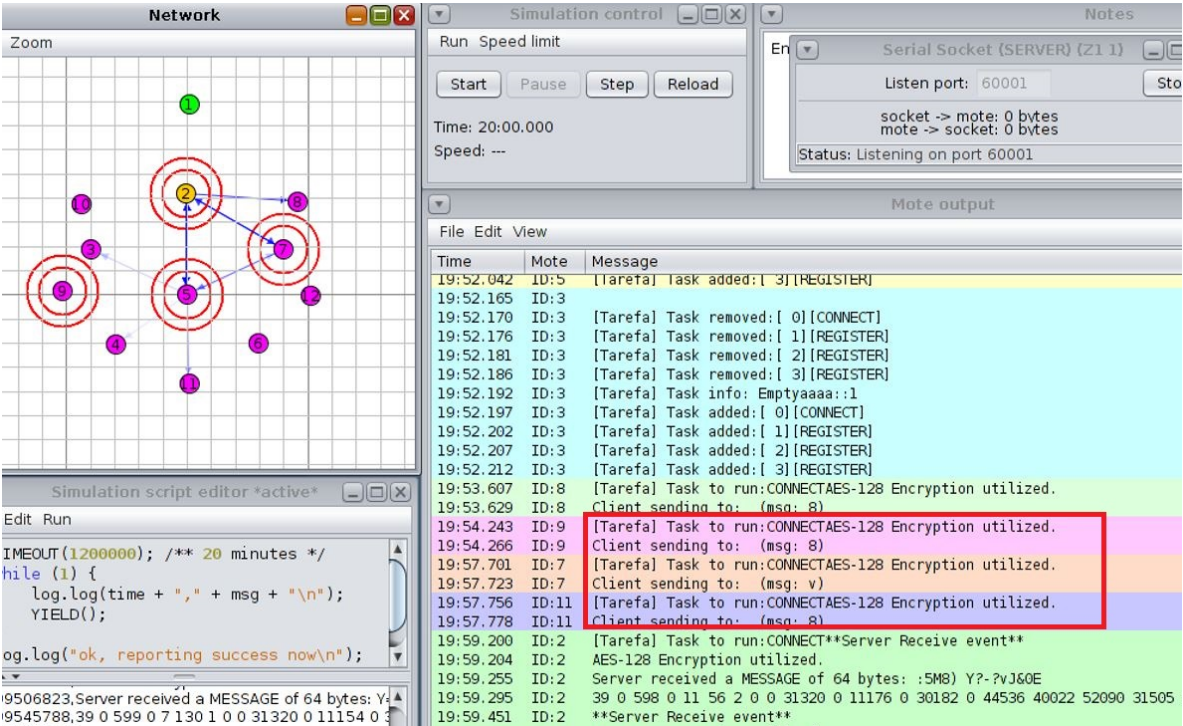 Network
Zoom
1
2
8
10
3
7
9
5
12
4
6
11
Simulation control
Run Speed limit
Start Pause Step Reload
Time: 20:00.000
Speed: ---
Notes
En
Serial Socket (SERVER) (Z1 1)
Listen port: 60001
Sto
socket -> mote: 0 bytes
mote -> socket: 0 bytes
Status: Listening on port 60001
Mote output
File Edit View
Time Mote Message
19:52.042 ID:5 [Tarefa] Task added:[ 3][REGISTER]
19:52.165 ID:3
19:52.170 ID:3 [Tarefa] Task removed:[ 0][CONNECT]
19:52.176 ID:3 [Tarefa] Task removed:[ 1][REGISTER]
19:52.181 ID:3 [Tarefa] Task removed:[ 2][REGISTER]
19:52.186 ID:3 [Tarefa] Task removed:[ 3][REGISTER]
19:52.192 ID:3 [Tarefa] Task info: Emptyaaaa::1
19:52.197 ID:3 [Tarefa] Task added:[ 0][CONNECT]
19:52.202 ID:3 [Tarefa] Task added:[ 1][REGISTER]
19:52.207 ID:3 [Tarefa] Task added:[ 2][REGISTER]
19:52.212 ID:3 [Tarefa] Task added:[ 3][REGISTER]
19:53.607 ID:8 [Tarefa] Task to run:CONNECTAES-128 Encryption utilized.
19:53.629 ID:8 Client sending to: (msg: 8)
19:54.243 ID:9 [Tarefa] Task to run:CONNECTAES-128 Encryption utilized.
19:54.266 ID:9 Client sending to: (msg: 8)
19:57.701 ID:7 [Tarefa] Task to run:CONNECTAES-128 Encryption utilized.
19:57.723 ID:7 Client sending to: (msg: v)
19:57.756 ID:11 [Tarefa] Task to run:CONNECTAES-128 Encryption utilized.
19:57.778 ID:11 Client sending to: (msg: 8)
19:59.200 ID:2 [Tarefa] Task to run:CONNECT**Server Receive event**
19:59.204 ID:2 AES-128 Encryption utilized.
19:59.255 ID:2 Server received a MESSAGE of 64 bytes: :5M8) Y?-?vJ&0E
19:59.295 ID:2 39 0 598 0 11 56 2 0 0 31320 0 11176 0 30182 0 44536 40022 52090 31505
19:59.451 ID:2 **Server Receive event**
Simulation script editor *active*
Edit Run
IMEOUT(1200000); /** 20 minutes */
hile (1) {
log.log(time + "," + msg + "\n");
YIELD();
og.log("ok, reporting success now\n");
9506823,Server received a MESSAGE of 64 bytes: Y=
9545788,39 0 599 0 7 130 1 0 0 31320 0 11154 0